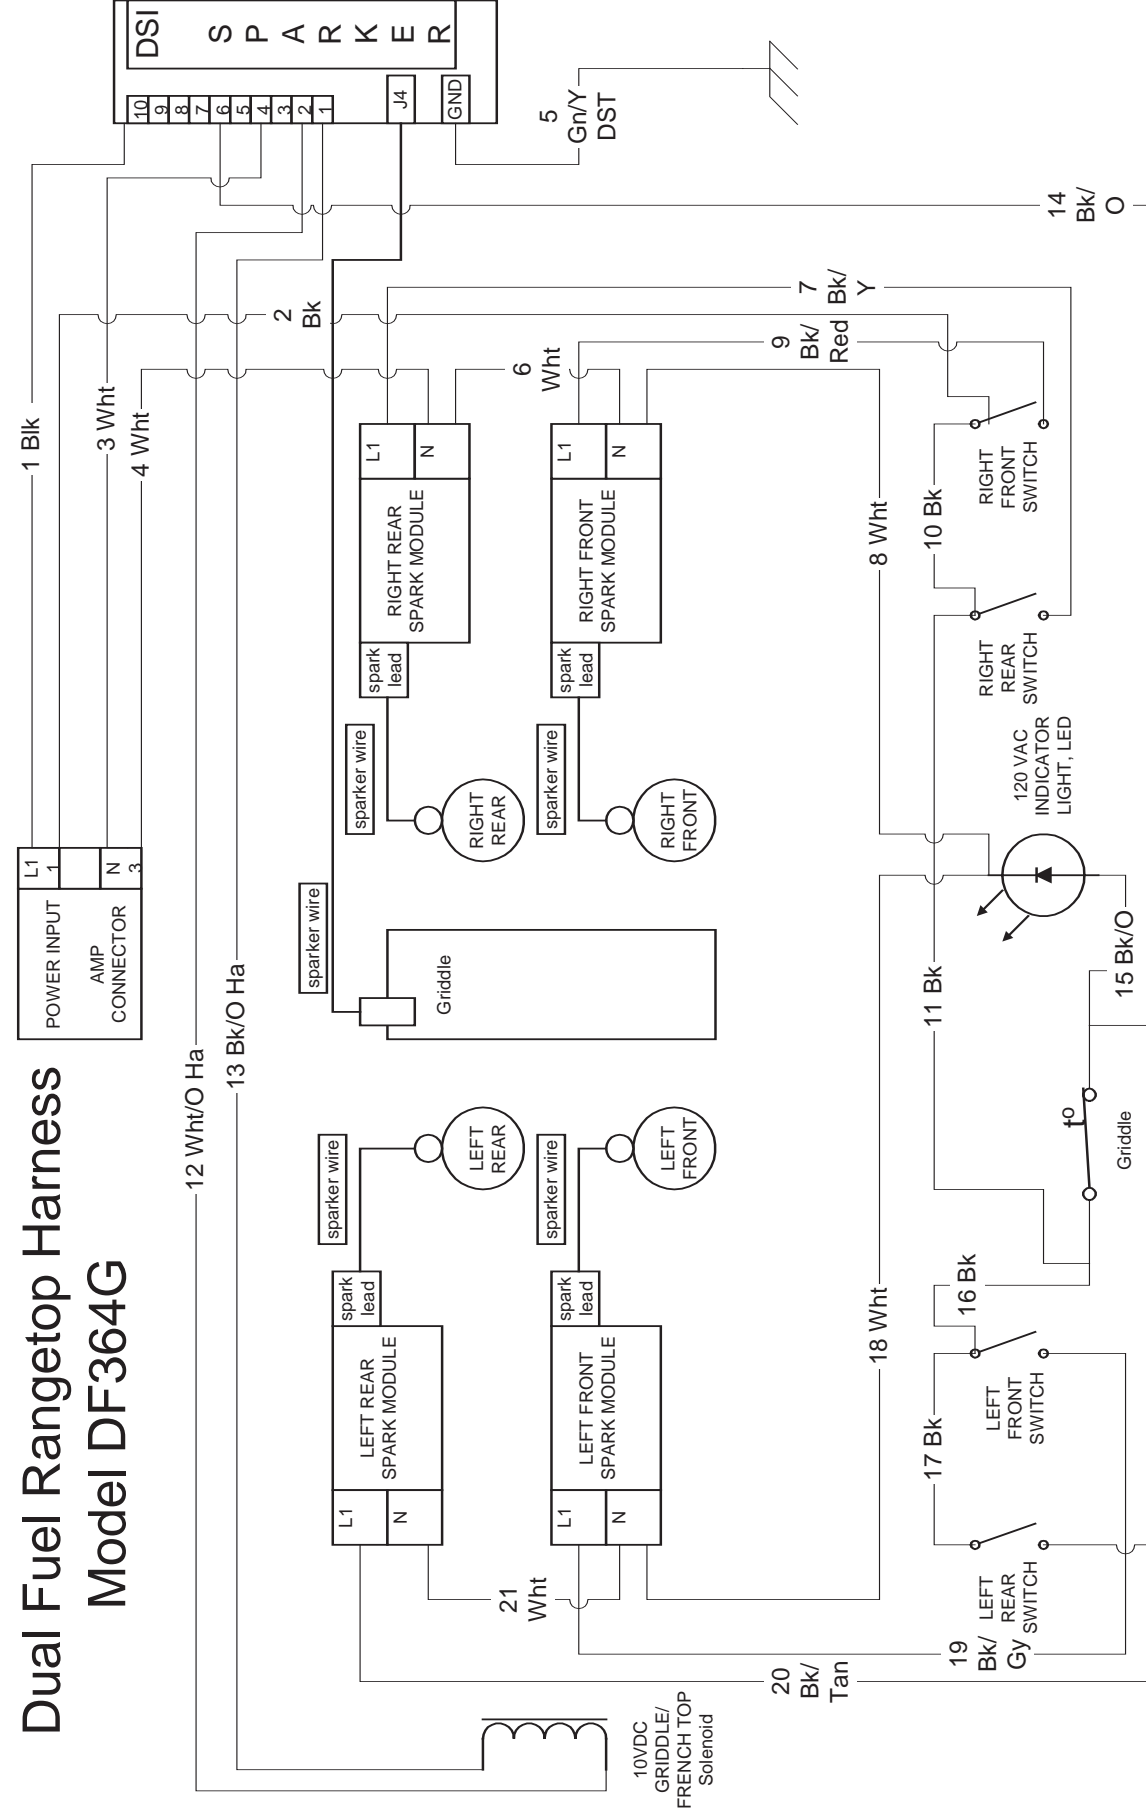 Dual Fuel Rangetop Harness
Model DF364G
POWER INPUT
AMP
CONNECTOR
L1
1
N
3
1 Blk
3 Wht
4 Wht
2
Bk
12 Wht/O Ha
13 Bk/O Ha
DSI
S P A R K E R
10
9
8
7
6
5
4
3
2
1
J4
GND
5
Gn/Y
DST
14
Bk/
O
sparker wire
Griddle
LEFT REAR
SPARK MODULE
L1
N
spark
lead
sparker wire
LEFT
REAR
LEFT FRONT
SPARK MODULE
L1
N
spark
lead
sparker wire
LEFT
FRONT
RIGHT REAR
SPARK MODULE
L1
N
spark
lead
sparker wire
RIGHT
REAR
RIGHT FRONT
SPARK MODULE
L1
N
spark
lead
sparker wire
RIGHT
FRONT
6
Wht
7
Bk/
Y
9
Bk/
Red
21
Wht
10VDC
GRIDDLE/
FRENCH TOP
Solenoid
20
Bk/
Tan
19
Bk/
Gy
18 Wht
8 Wht
17 Bk
16 Bk
11 Bk
10 Bk
LEFT
REAR
SWITCH
LEFT
FRONT
SWITCH
to
Griddle
15 Bk/O
120 VAC
INDICATOR
LIGHT, LED
RIGHT
REAR
SWITCH
RIGHT
FRONT
SWITCH